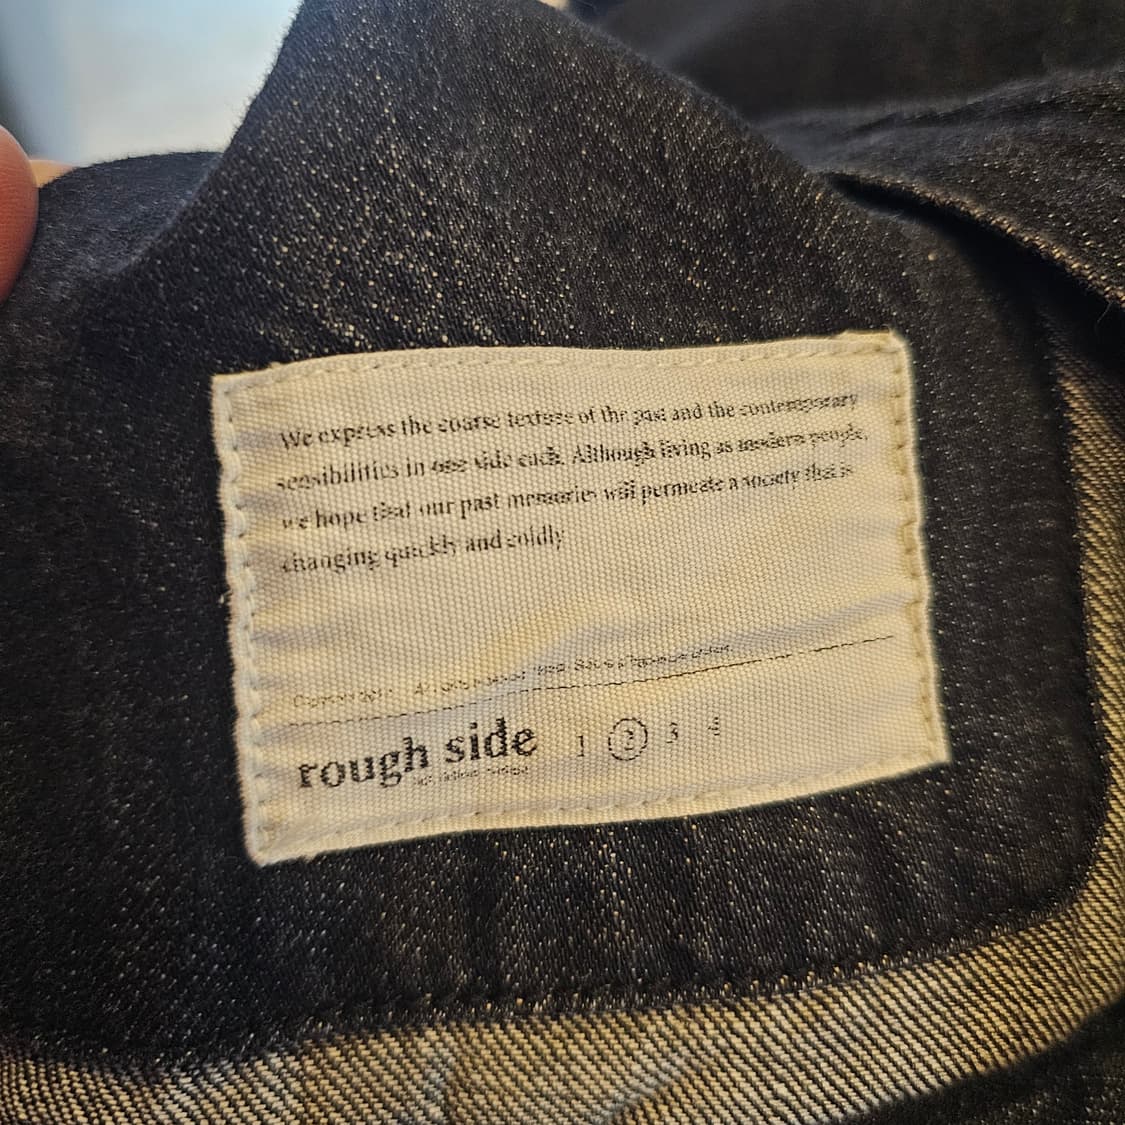 We express the coarse texture of the past and the contemporary
sensibilities in one side each. Although living as modern people,
we hope that our past memories will permeate a society that is
changing quickly and coldly
rough side 1 2 3 4